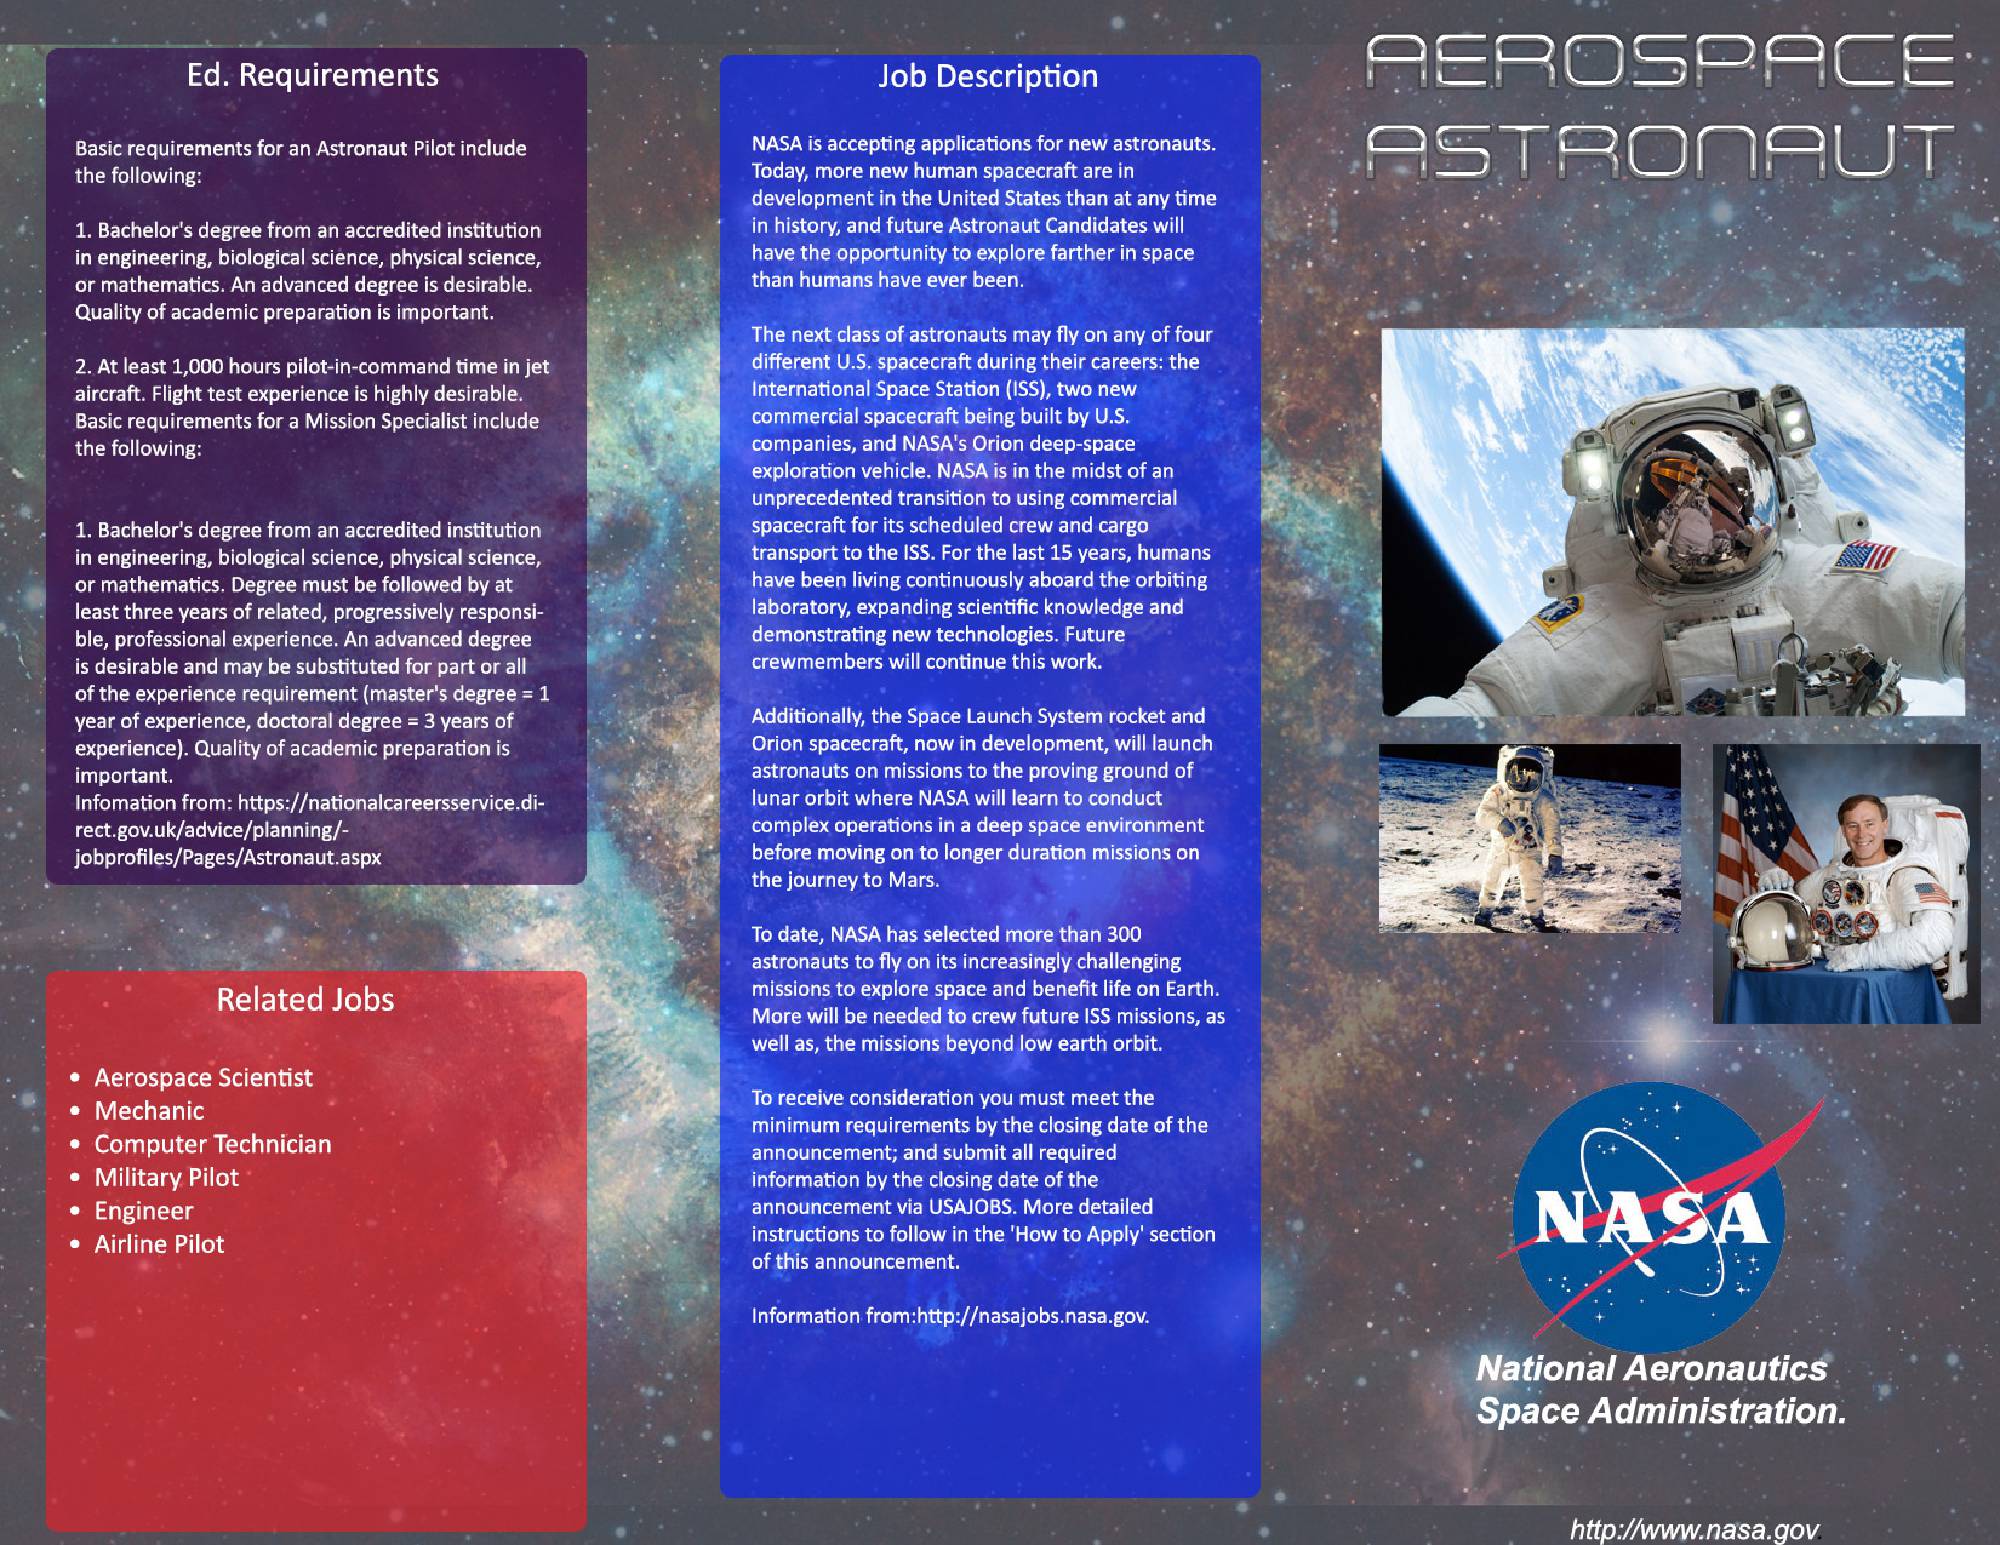 Ed. Requirements
Basic requirements for an Astronaut Pilot include
the following:
1. Bachelor's degree from an accredited institution
in engineering, biological science, physical science,
or mathematics. An advanced degree is desirable.
Quality of academic preparation is important.
2. At least 1,000 hours pilot-in-command time in jet
aircraft. Flight test experience is highly desirable.
Basic requirements for a Mission Specialist include
the following:
1. Bachelor's degree from an accredited institution
in engineering, biological science, physical science,
or mathematics. Degree must be followed by at
least three years of related, progressively responsi-
ble, professional experience. An advanced degree
is desirable and may be substituted for part or all
of the experience requirement (master's degree = 1
year of experience, doctoral degree = 3 years of
experience). Quality of academic preparation is
important.
Infomation from: https://nationalcareersservice.di-
rect.gov.uk/advice/planning/-
jobprofiles/Pages/Astronaut.aspx
Related Jobs
• Aerospace Scientist
• Mechanic
• Computer Technician
• Military Pilot
• Engineer
• Airline Pilot
Job Description
NASA is accepting applications for new astronauts.
Today, more new human spacecraft are in
development in the United States than at any time
in history, and future Astronaut Candidates will
have the opportunity to explore farther in space
than humans have ever been.
The next class of astronauts may fly on any of four
different U.S. spacecraft during their careers: the
International Space Station (ISS), two new
commercial spacecraft being built by U.S.
companies, and NASA's Orion deep-space
exploration vehicle. NASA is in the midst of an
unprecedented transition to using commercial
spacecraft for its scheduled crew and cargo
transport to the ISS. For the last 15 years, humans
have been living continuously aboard the orbiting
laboratory, expanding scientific knowledge and
demonstrating new technologies. Future
crewmembers will continue this work.
Additionally, the Space Launch System rocket and
Orion spacecraft, now in development, will launch
astronauts on missions to the proving ground of
lunar orbit where NASA will learn to conduct
complex operations in a deep space environment
before moving on to longer duration missions on
the journey to Mars.
To date, NASA has selected more than 300
astronauts to fly on its increasingly challenging
missions to explore space and benefit life on Earth.
More will be needed to crew future ISS missions, as
well as, the missions beyond low earth orbit.
To receive consideration you must meet the
minimum requirements by the closing date of the
announcement; and submit all required
information by the closing date of the
announcement via USAJOBS. More detailed
instructions to follow in the 'How to Apply' section
of this announcement.
Information from:http://nasajobs.nasa.gov.
AEROSPACE
ASTRONAUT
NASA
National Aeronautics
Space Administration.
http://www.nasa.gov.